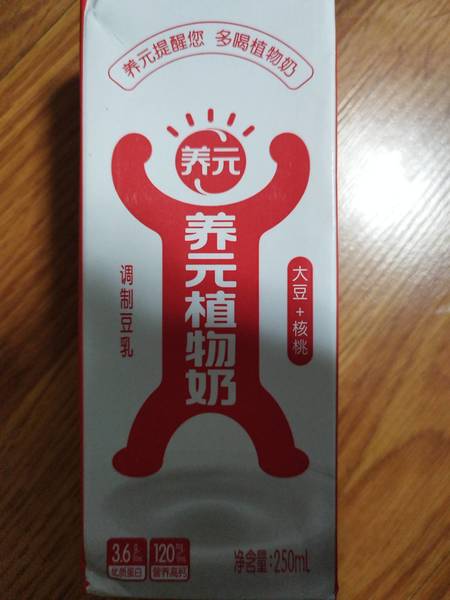 养元提醒您 多喝植物奶
养元
养元植物奶
调制豆乳
大豆+核桃
3.6
优质蛋白
120
营养高钙
净含量:250mL